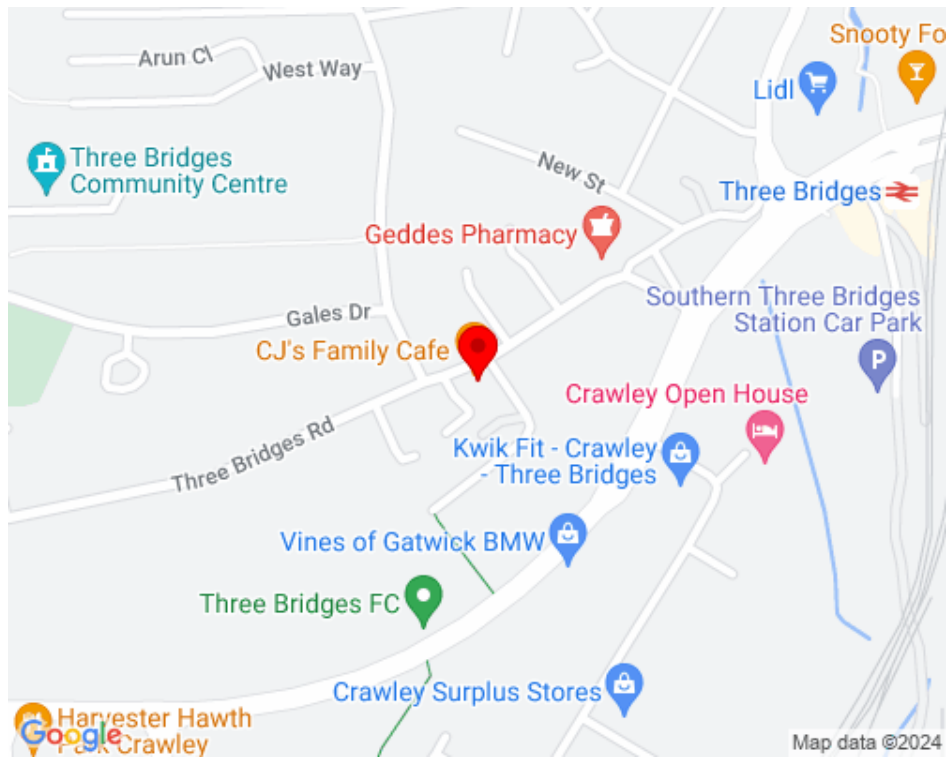 Arun Cl
West Way
Snooty Fo
Lidl
Three Bridges
Community Centre
New St
Three Bridges
Geddes Pharmacy
Southern Three Bridges
Station Car Park
Gales Dr
CJ's Family Cafe
Crawley Open House
Three Bridges Rd
Kwik Fit - Crawley
- Three Bridges
Vines of Gatwick BMW
Three Bridges FC
Crawley Surplus Stores
Harvester Hawth
Park Crawley
Google
Map data ©2024